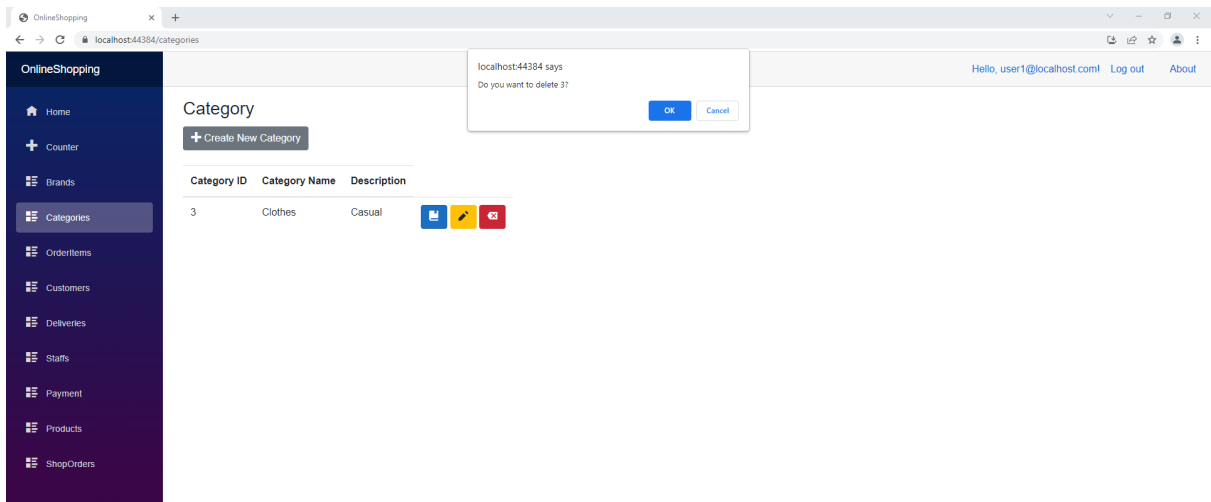 OnlineShopping
localhost:44384/categories
OnlineShopping
Hello, user1@localhost.com! Log out About
localhost:44384 says
Do you want to delete 3?
OK Cancel
Home
Counter
Brands
Categories
OrderItems
Customers
Deliveries
Staffs
Payment
Products
ShopOrders
Category
Create New Category
Category ID Category Name Description
3 Clothes Casual